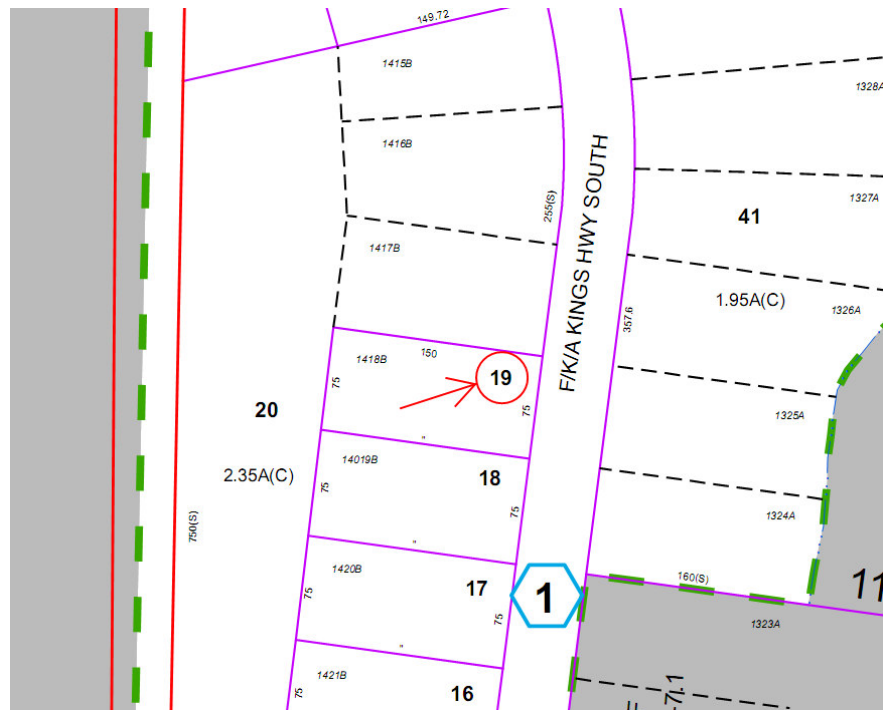 149.72
1415B
1328A
1416B
255(S)
F/K/A KINGS HWY SOUTH
1327A
41
1417B
1.95A(C)
1326A
357.6
150
1418B
19
75
75
1325A
20
"
14019B
18
2.35A(C)
75
75
1324A
750(S)
"
1420B
17
1
160(S)
11
75
75
1323A
"
1421B
16
75
-7.1